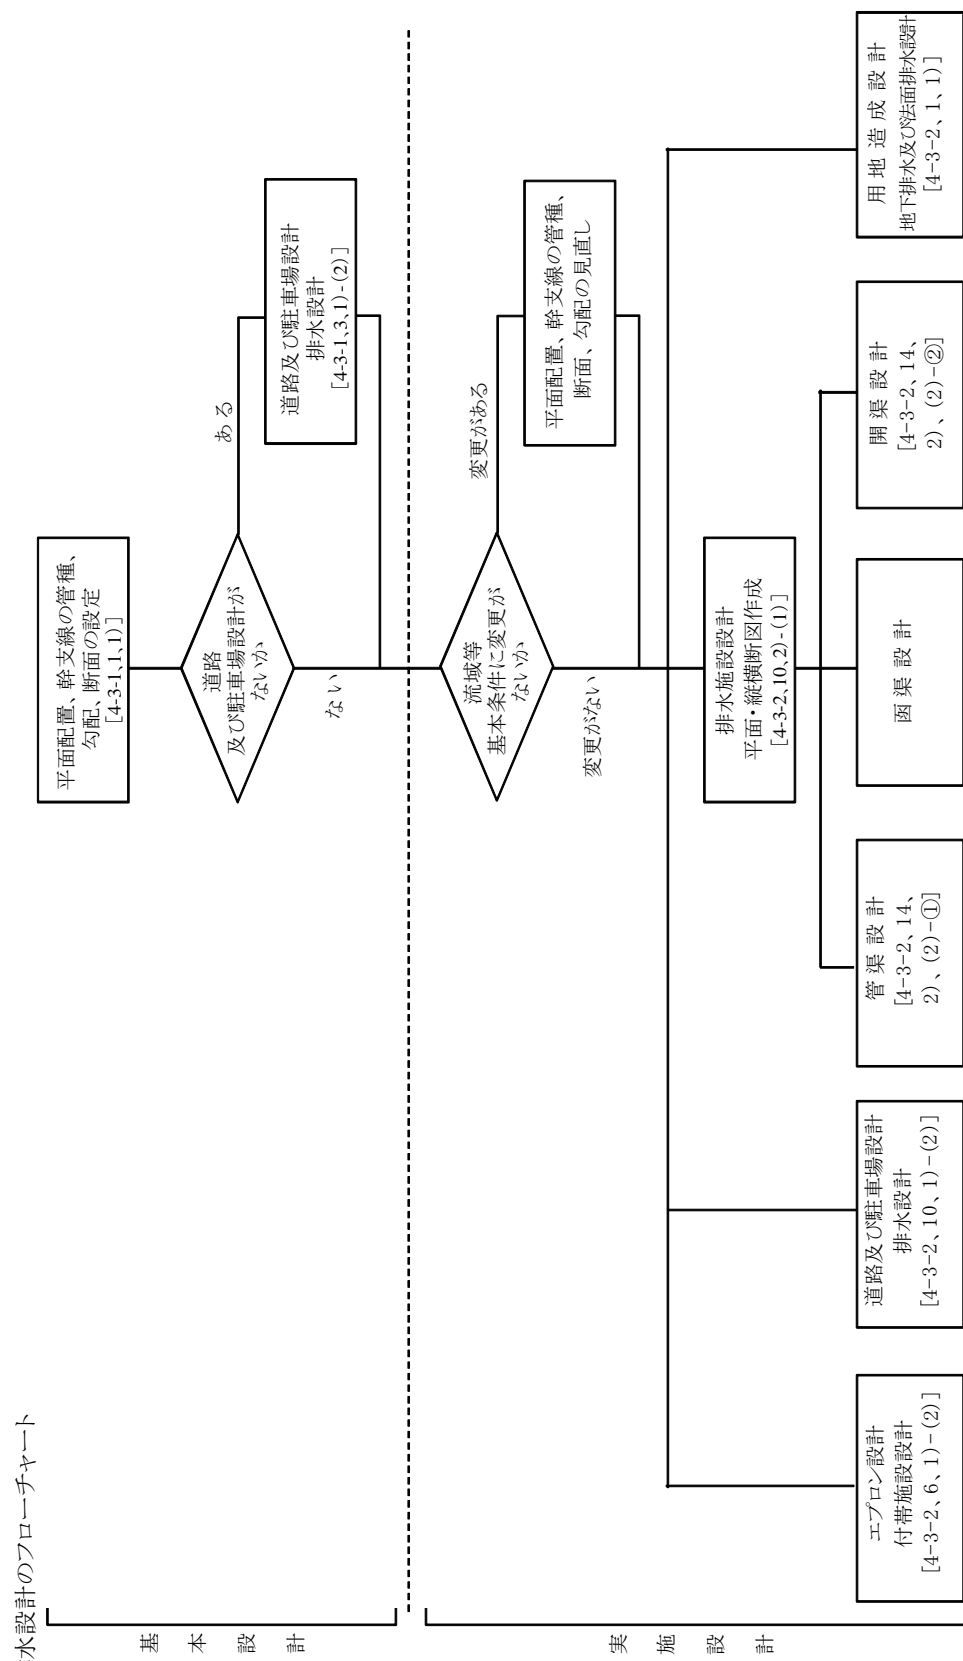 水設計のフローチャート
基本設計
平面配置、幹支線の管種、
勾配、断面の設定
[4-3-1、1、1)]
道路
及び駐車場設計が
ないか
ある
ない
道路及び駐車場設計
排水設計
[4-3-1、3、1)-(2)]
実施設計
流域等
基本条件に変更が
ないか
変更がある
変更がない
平面配置、幹支線の管種、
断面、勾配の見直し
排水施設設計
平面・縦横断図作成
[4-3-2、10、2)-(1)]
エプロン設計
付帯施設設計
[4-3-2、6、1)-(2)]
道路及び駐車場設計
排水設計
[4-3-2、10、1)-(2)]
管渠設計
[4-3-2、14、
2)、(2)-①]
函渠設計
開渠設計
[4-3-2、14、
2)、(2)-②]
用地造成設計
地下排水及び法面排水設計
[4-3-2、1、1)]